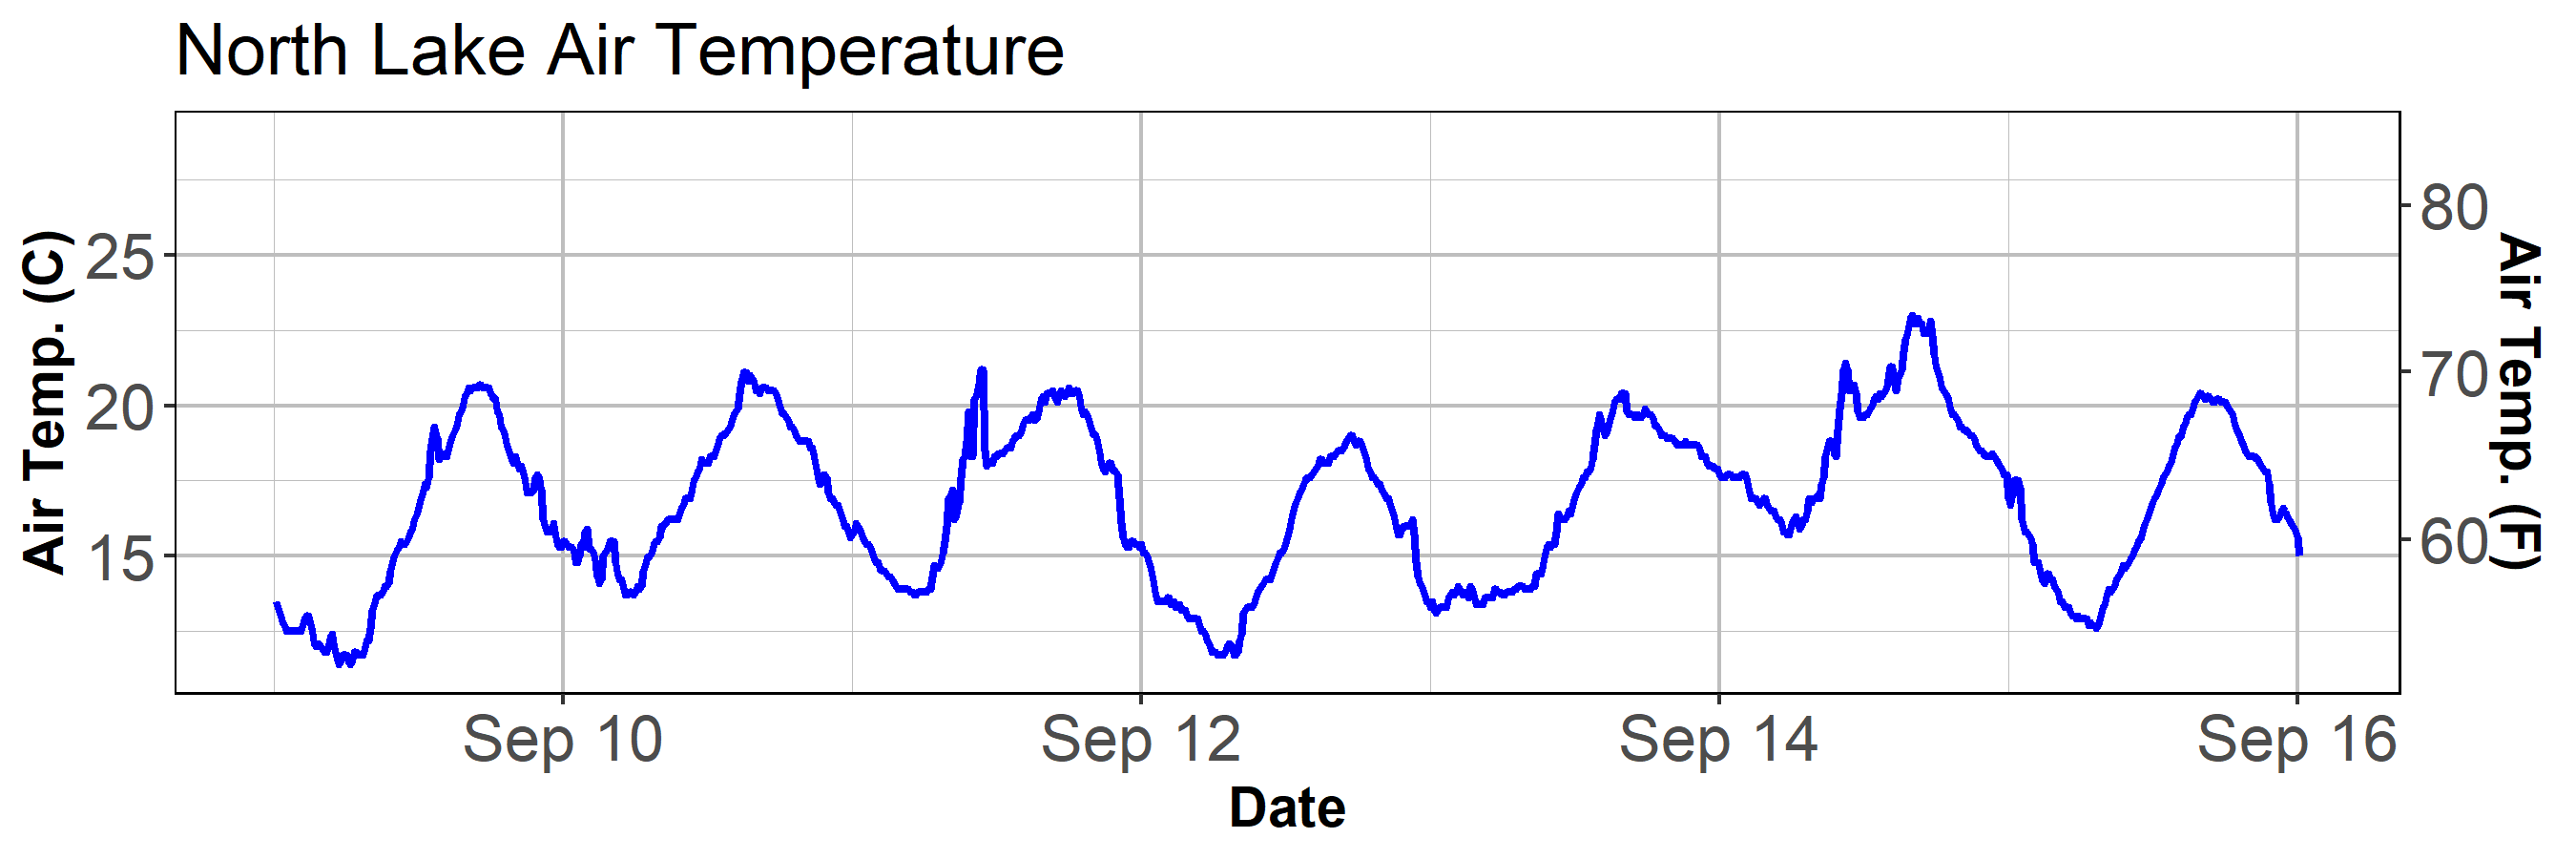 North Lake Air Temperature
Air Temp. (C)
25
20
15
80
70
60
Air Temp. (F)
Sep 10
Sep 12
Sep 14
Sep 16
Date